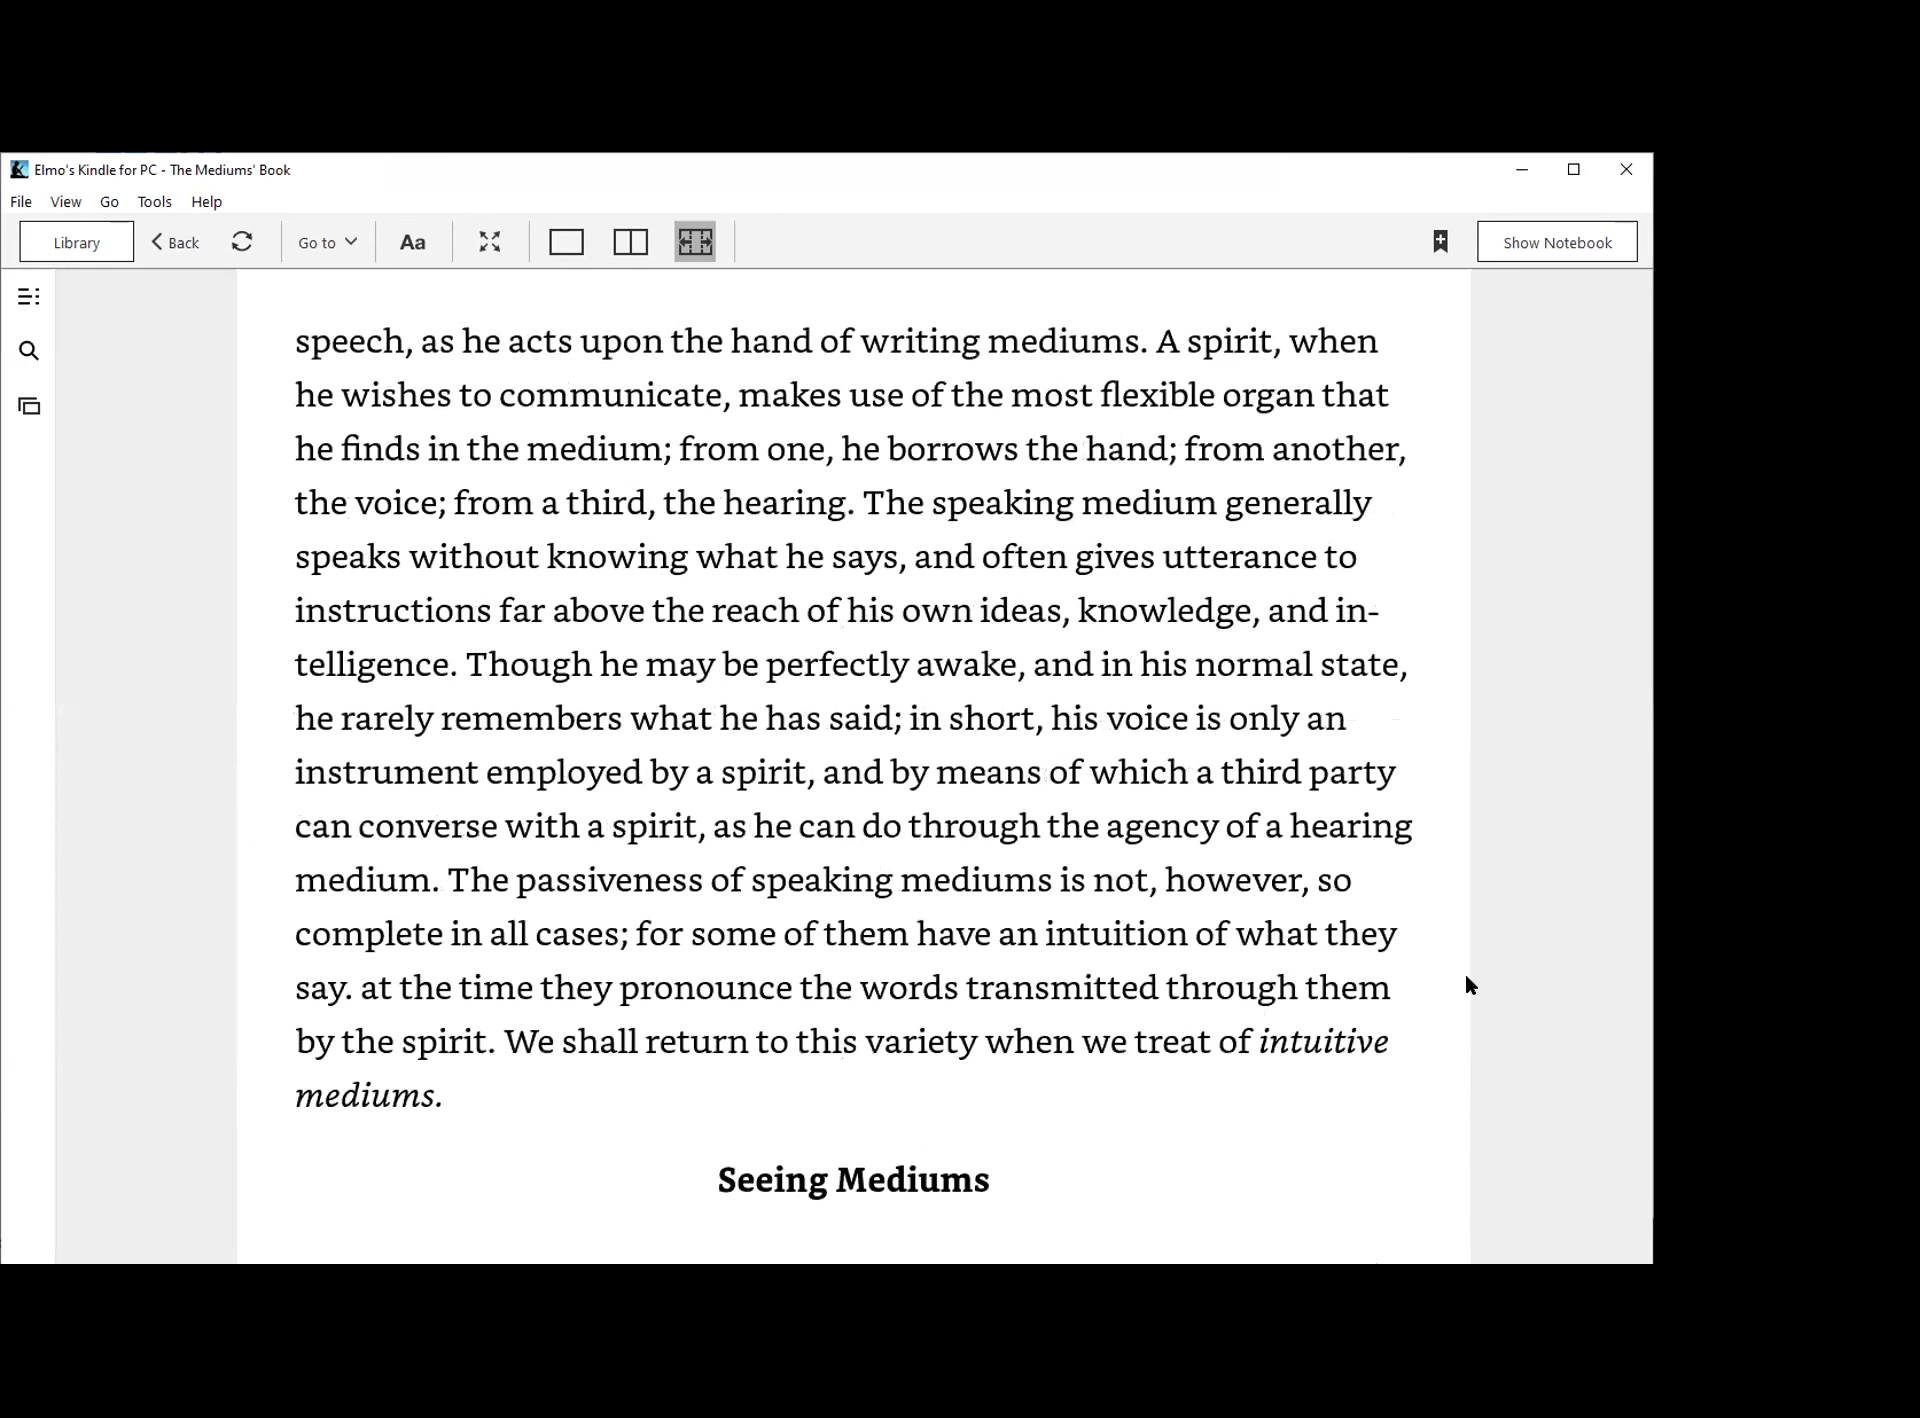 Elmo's Kindle for PC - The Mediums' Book
File View Go Tools Help
Library Back Go to Aa Show Notebook
speech, as he acts upon the hand of writing mediums. A spirit, when
he wishes to communicate, makes use of the most flexible organ that
he finds in the medium; from one, he borrows the hand; from another,
the voice; from a third, the hearing. The speaking medium generally
speaks without knowing what he says, and often gives utterance to
instructions far above the reach of his own ideas, knowledge, and in-
telligence. Though he may be perfectly awake, and in his normal state,
he rarely remembers what he has said; in short, his voice is only an
instrument employed by a spirit, and by means of which a third party
can converse with a spirit, as he can do through the agency of a hearing
medium. The passiveness of speaking mediums is not, however, so
complete in all cases; for some of them have an intuition of what they
say. at the time they pronounce the words transmitted through them
by the spirit. We shall return to this variety when we treat of intuitive
mediums.
Seeing Mediums